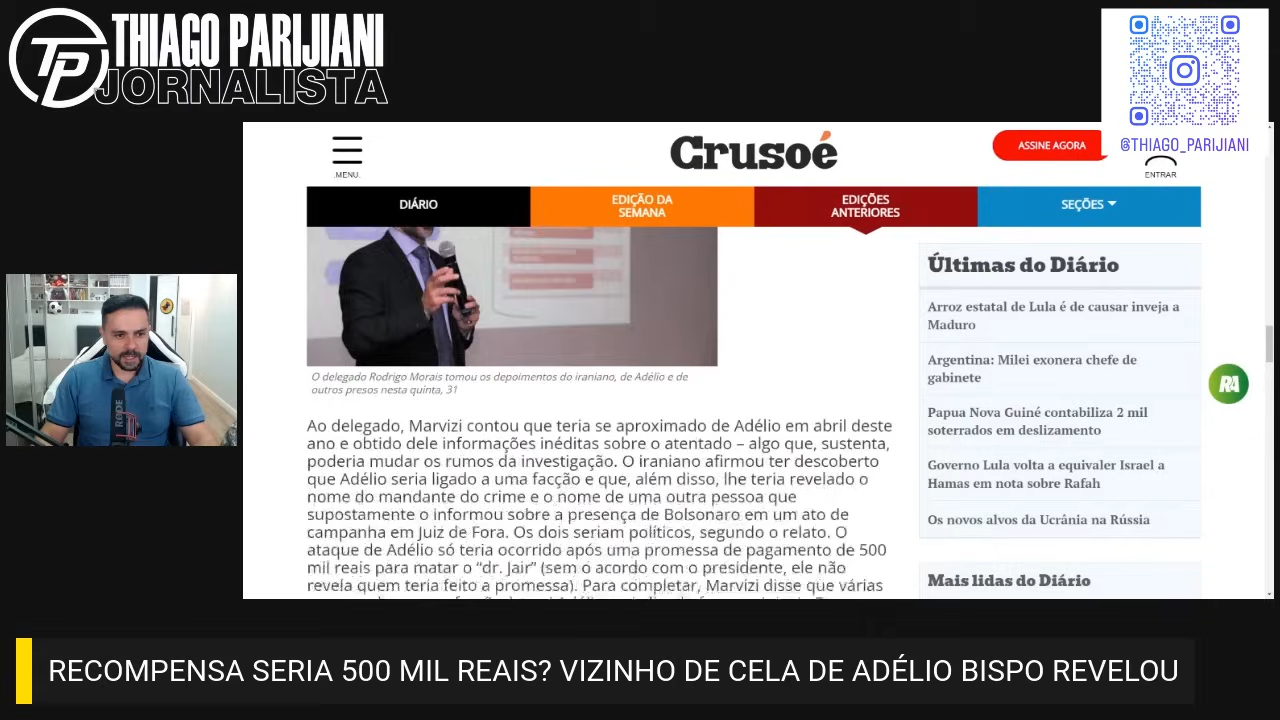 THIAGO PARIJIANI
JORNALISTA
TP
@THIAGO_PARIJIANI
.MENU.
Crusoé
ASSINE AGORA
ENTRAR
DIÁRIO
EDIÇÃO DA
SEMANA
EDIÇÕES
ANTERIORES
SEÇÕES
O delegado Rodrigo Morais tomou os depoimentos do iraniano, de Adélio e de
outros presos nesta quinta, 31
Ao delegado, Marvizi contou que teria se aproximado de Adélio em abril deste
ano e obtido dele informações inéditas sobre o atentado – algo que, sustenta,
poderia mudar os rumos da investigação. O iraniano afirmou ter descoberto
que Adélio seria ligado a uma facção e que, além disso, lhe teria revelado o
nome do mandante do crime e o nome de uma outra pessoa que
supostamente o informou sobre a presença de Bolsonaro em um ato de
campanha em Juiz de Fora. Os dois seriam políticos, segundo o relato. O
ataque de Adélio só teria ocorrido após uma promessa de pagamento de 500
mil reais para matar o “dr. Jair” (sem o acordo com o presidente, ele não
revela quem teria feito a promessa). Para completar, Marvizi disse que várias
Últimas do Diário
Arroz estatal de Lula é de causar inveja a
Maduro
Argentina: Milei exonera chefe de
gabinete
Papua Nova Guiné contabiliza 2 mil
soterrados em deslizamento
Governo Lula volta a equivaler Israel a
Hamas em nota sobre Rafah
Os novos alvos da Ucrânia na Rússia
Mais lidas do Diário
RA
RODE
RECOMPENSA SERIA 500 MIL REAIS? VIZINHO DE CELA DE ADÉLIO BISPO REVELOU